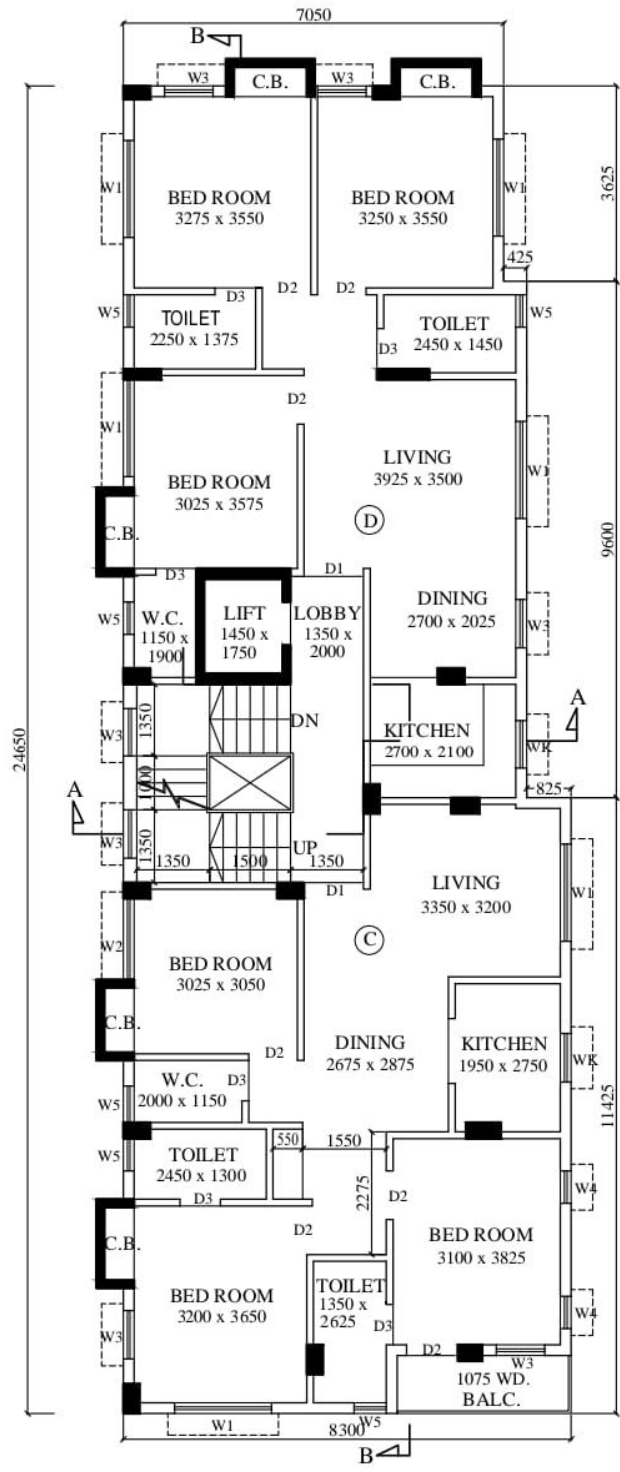 7050
B
W3
W3
C.B.
C.B.
W1
BED ROOM
3275 x 3550
BED ROOM
3250 x 3550
W1
3625
425
D3
D2
D2
W5
TOILET
2250 x 1375
TOILET
2450 x 1450
W5
D3
D2
W1
BED ROOM
3025 x 3575
LIVING
3925 x 3500
W1
D
C.B.
9600
D3
D1
W5
W.C.
1150 x
1900
LIFT
1450 x
1750
LOBBY
1350 x
2000
DINING
2700 x 2025
W3
24650
1350
DN
W3
KITCHEN
2700 x 2100
WK
A
1000
825
A
W3
1350
UP
1350
1500
1350
D1
LIVING
3350 x 3200
W1
C
W2
BED ROOM
3025 x 3050
C.B.
DINING
2675 x 2875
KITCHEN
1950 x 2750
WK
D2
W.C.
2000 x 1150
D3
W5
11425
550
1550
W5
TOILET
2450 x 1300
D3
2275
D2
W4
C.B.
D2
BED ROOM
3100 x 3825
BED ROOM
3200 x 3650
TOILET
1350 x
2625
D3
W4
W3
D2
W3
1075 WD.
BALC.
W1
W5
8300
B